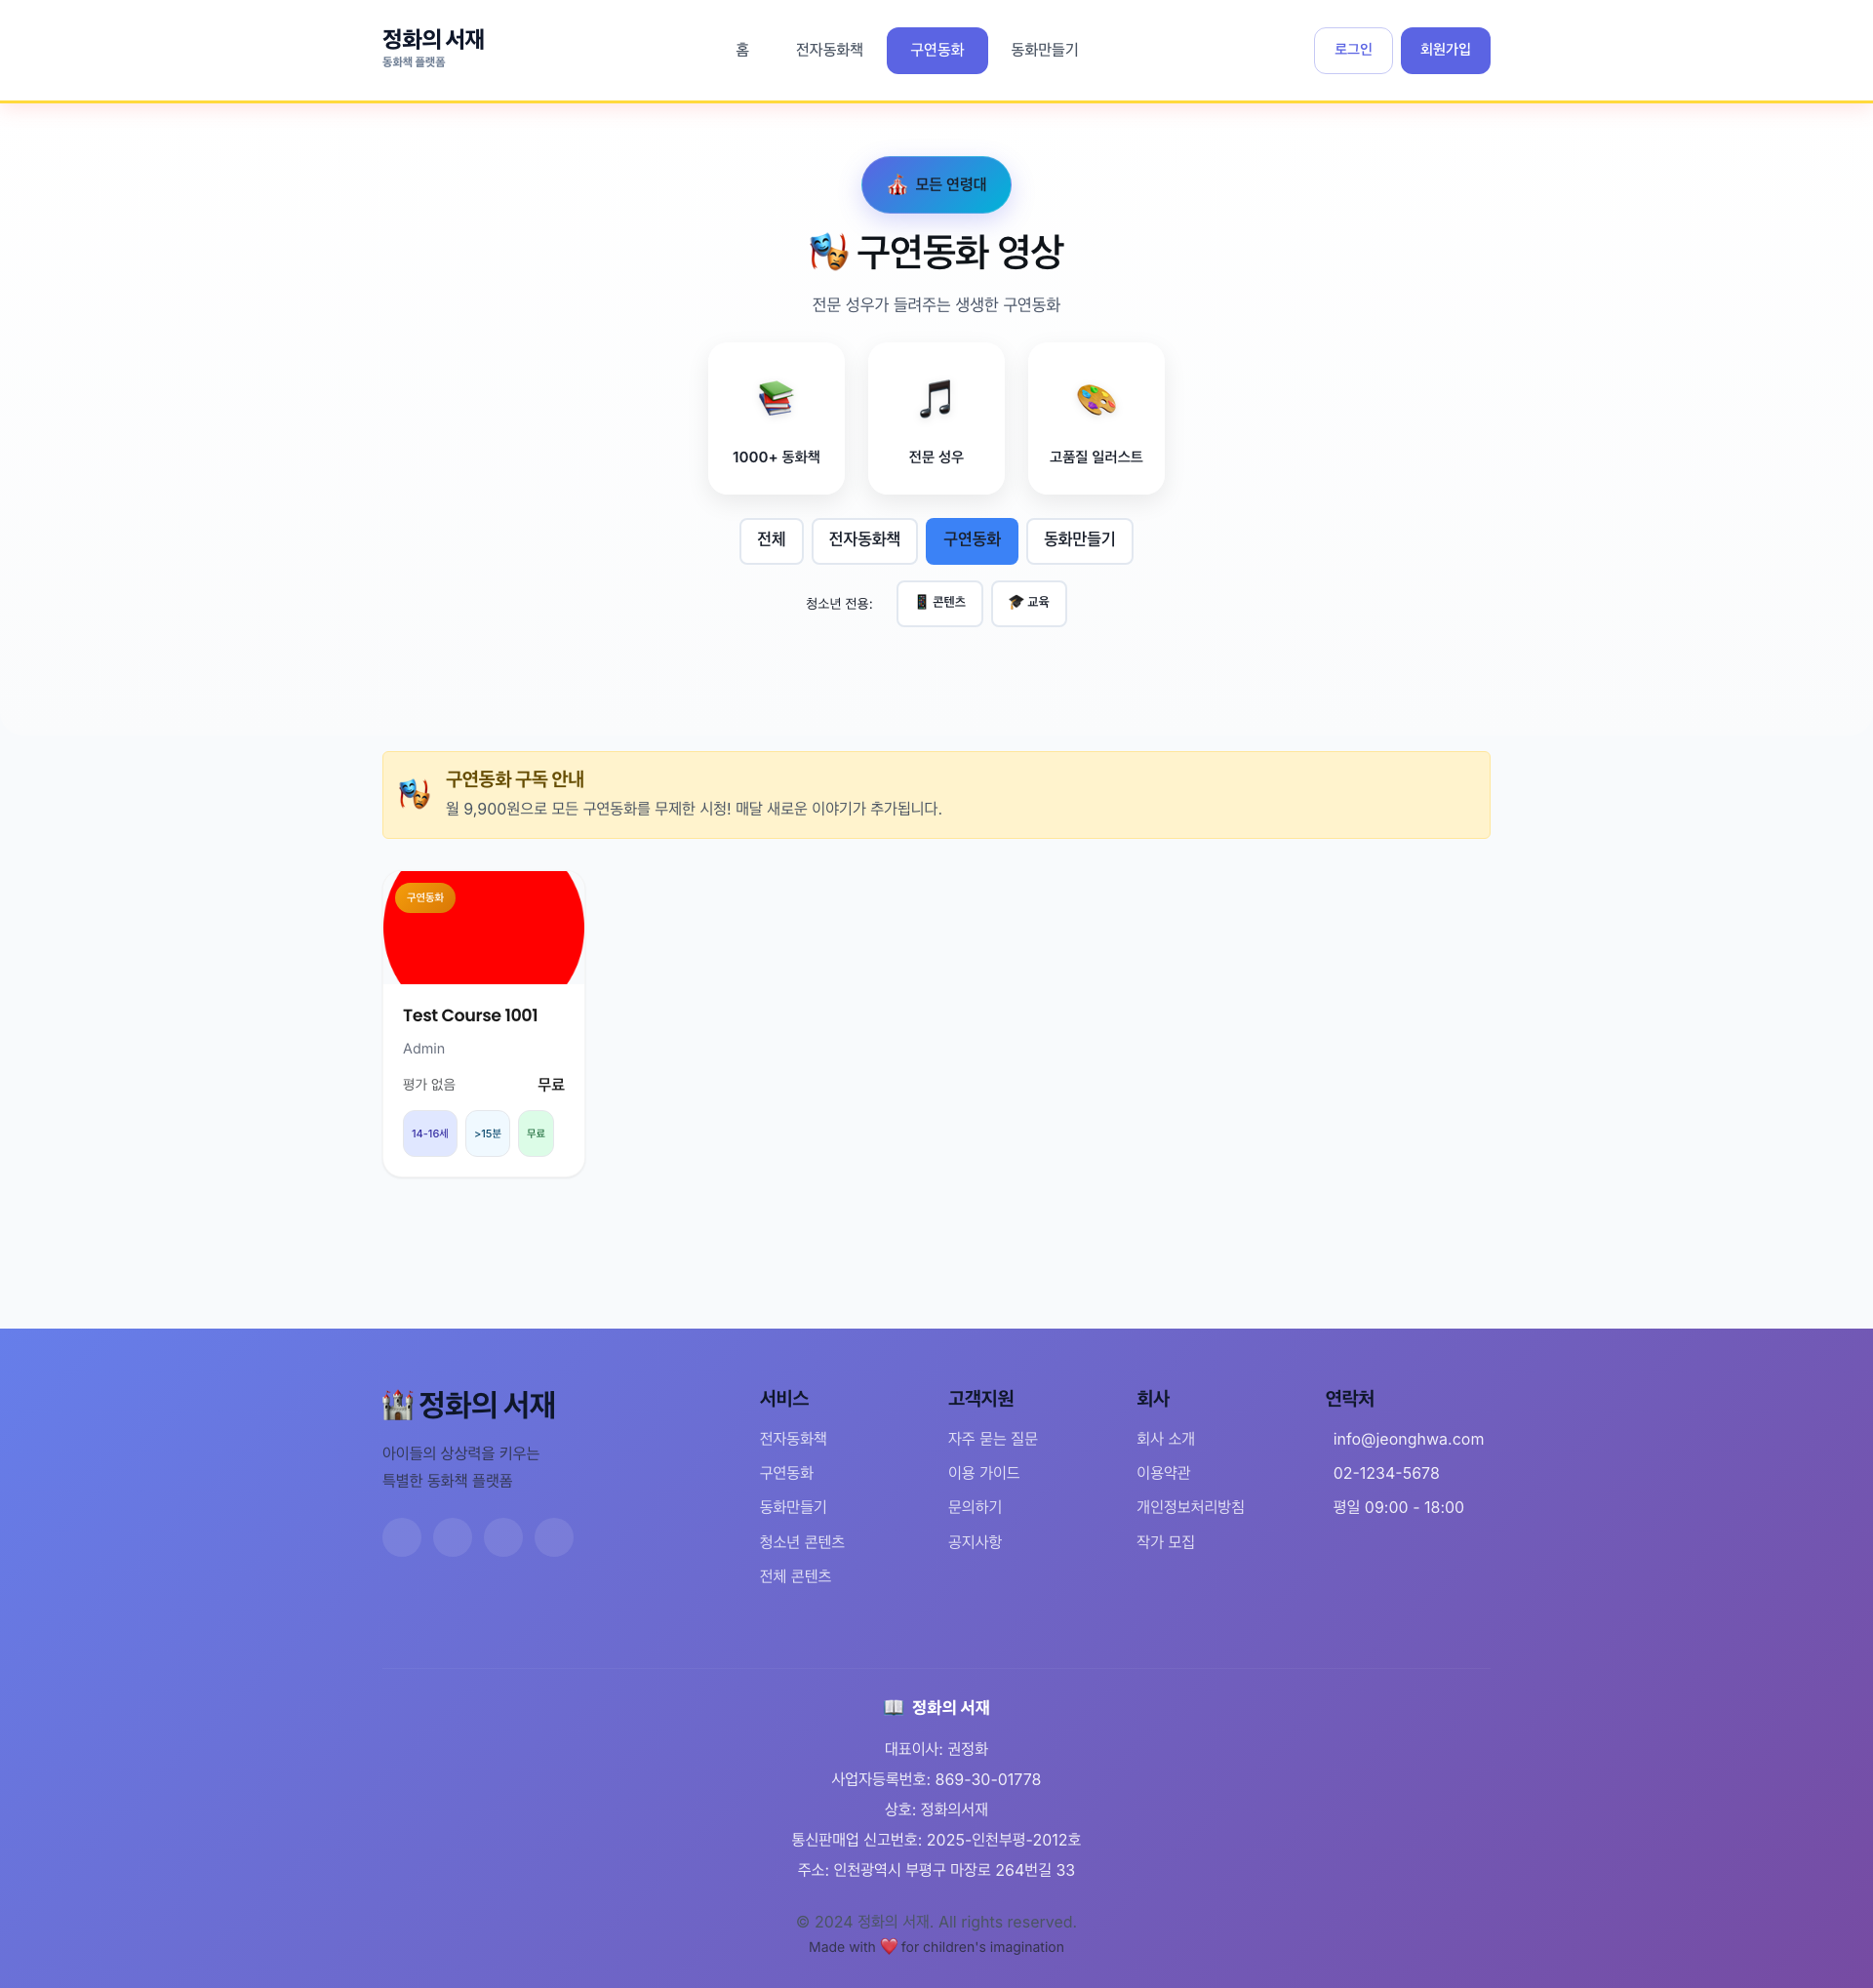 정화의 서재
동화책 플랫폼
홈
전자동화책
구연동화
동화만들기
로그인
회원가입
🎪 모든 연령대
🎭 구연동화 영상
전문 성우가 들려주는 생생한 구연동화
1000+ 동화책
전문 성우
고품질 일러스트
전체
전자동화책
구연동화
동화만들기
청소년 전용:
📱 콘텐츠
🎓 교육
구연동화 구독 안내
월 9,900원으로 모든 구연동화를 무제한 시청! 매달 새로운 이야기가 추가됩니다.
구연동화
Test Course 1001
Admin
평가 없음
무료
14-16세
>15분
무료
🏰 정화의 서재
아이들의 상상력을 키우는
특별한 동화책 플랫폼
서비스
전자동화책
구연동화
동화만들기
청소년 콘텐츠
전체 콘텐츠
고객지원
자주 묻는 질문
이용 가이드
문의하기
공지사항
회사
회사 소개
이용약관
개인정보처리방침
작가 모집
연락처
info@jeonghwa.com
02-1234-5678
평일 09:00 - 18:00
📖 정화의 서재
대표이사: 권정화
사업자등록번호: 869-30-01778
상호: 정화의서재
통신판매업 신고번호: 2025-인천부평-2012호
주소: 인천광역시 부평구 마장로 264번길 33
© 2024 정화의 서재. All rights reserved.
Made with ❤️ for children's imagination